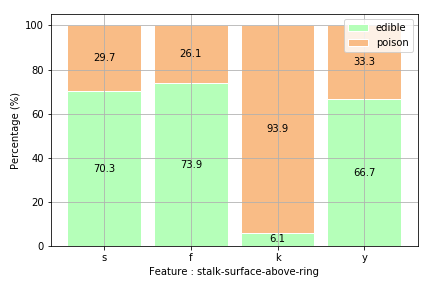 100
80
60
40
20
0
Percentage (%)
edible
poison
29.7
26.1
93.9
33.3
70.3
73.9
6.1
66.7
s f k y
Feature : stalk-surface-above-ring